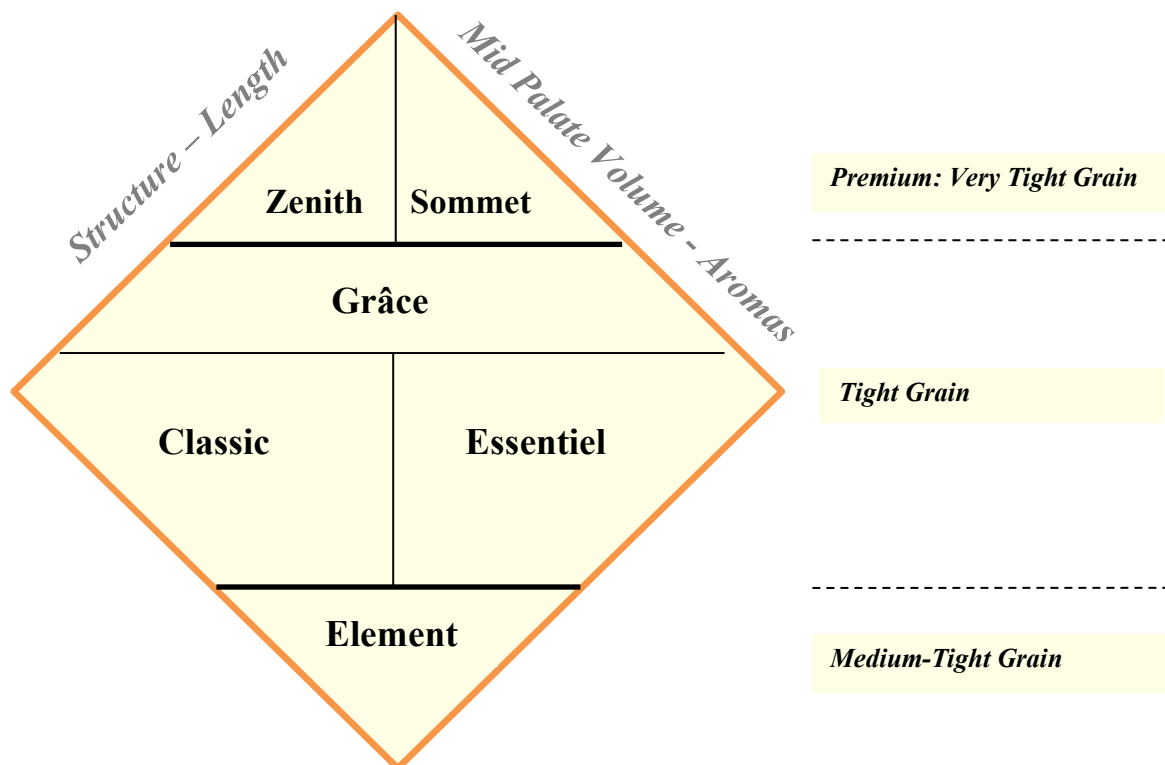 Structure – Length
Mid Palate Volume - Aromas
Zenith
Sommet
Premium: Very Tight Grain
Grâce
Tight Grain
Classic
Essentiel
Element
Medium-Tight Grain